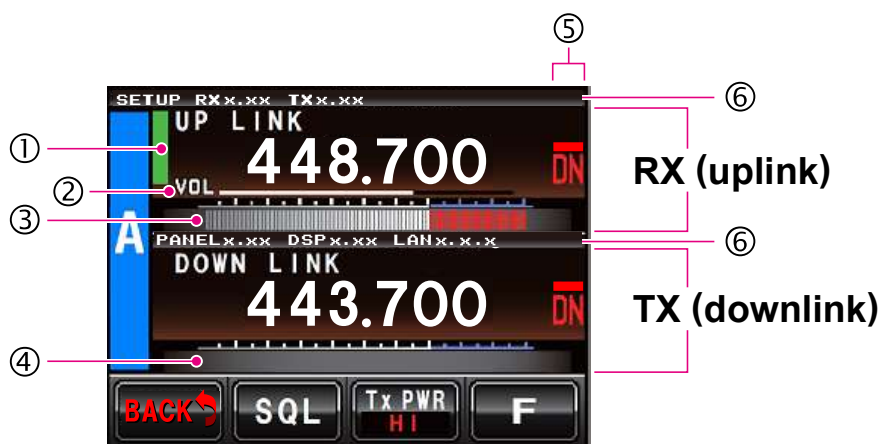 ⑤
SETUP RXx.xx TXx.xx ⑥
UP LINK
① 448.700 DN RX (uplink)
② VOL
③
A
PANELx.xx DSPx.xx LANx.x.x ⑥
DOWN LINK
443.700 DN TX (downlink)
④
BACK SQL Tx PWR F
HI